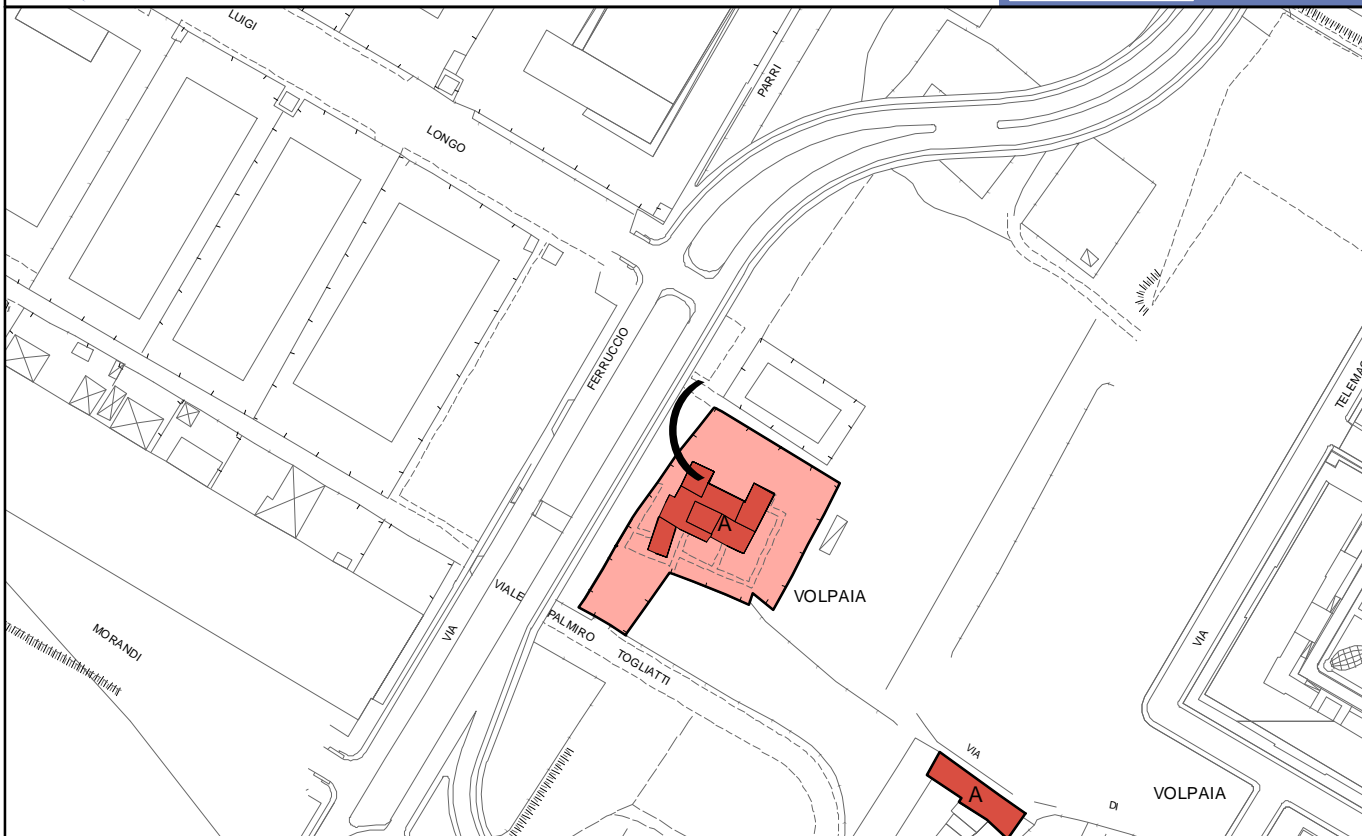 LUIGI
PARRI
LONGO
FERRUCCIO
A
VOLPAIA
VIALE
PALMIRO
TOGLIATTI
VIA
MORANDI
VIA
VIA
DI
VOLPAIA
A